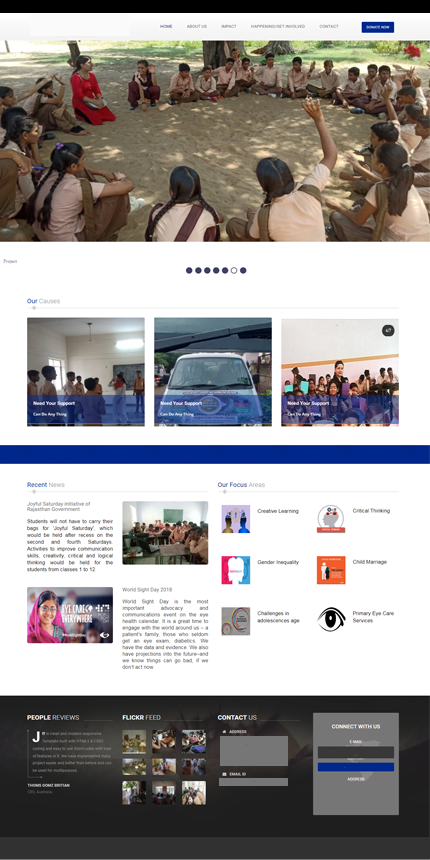 HOME ABOUT US IMPACT HAPPENING/GET INVOLVED CONTACT DONATE NOW
Project
Our Causes
Need Your Support
Can Do Any Thing
Need Your Support
Can Do Any Thing
Need Your Support
Can Do Any Thing
Recent News
Joyful Saturday initiative of
Rajasthan Government
Students will not have to carry their
bags for 'Joyful Saturday', which
would be held after recess on the
second and fourth Saturdays.
Activities to improve communication
skills, creativity, critical and logical
thinking would be held for the
students from classes 1 to 12
EYE CARE
EVERYWHERE
World Sight Day 2018
World Sight Day is the most
important advocacy and
communications event on the eye
health calendar. It is a great time to
engage with the world around us – a
patient's family, those who seldom
get an eye exam, diabetics. We
have the data and evidence. We also
have projections into the future–and
we know things can go bad, if we
don't act now.
Our Focus Areas
Creative Learning
Critical Thinking
Gender Inequality
Child Marriage
Challenges in
adolescences age
Primary Eye Care
Services
PEOPLE REVIEWS
THOMS GOMZ BRITIAN
CEO, Australia
FLICKR FEED
CONTACT US
ADDRESS
EMAIL ID
CONNECT WITH US
E-MAIL
ADDRESS